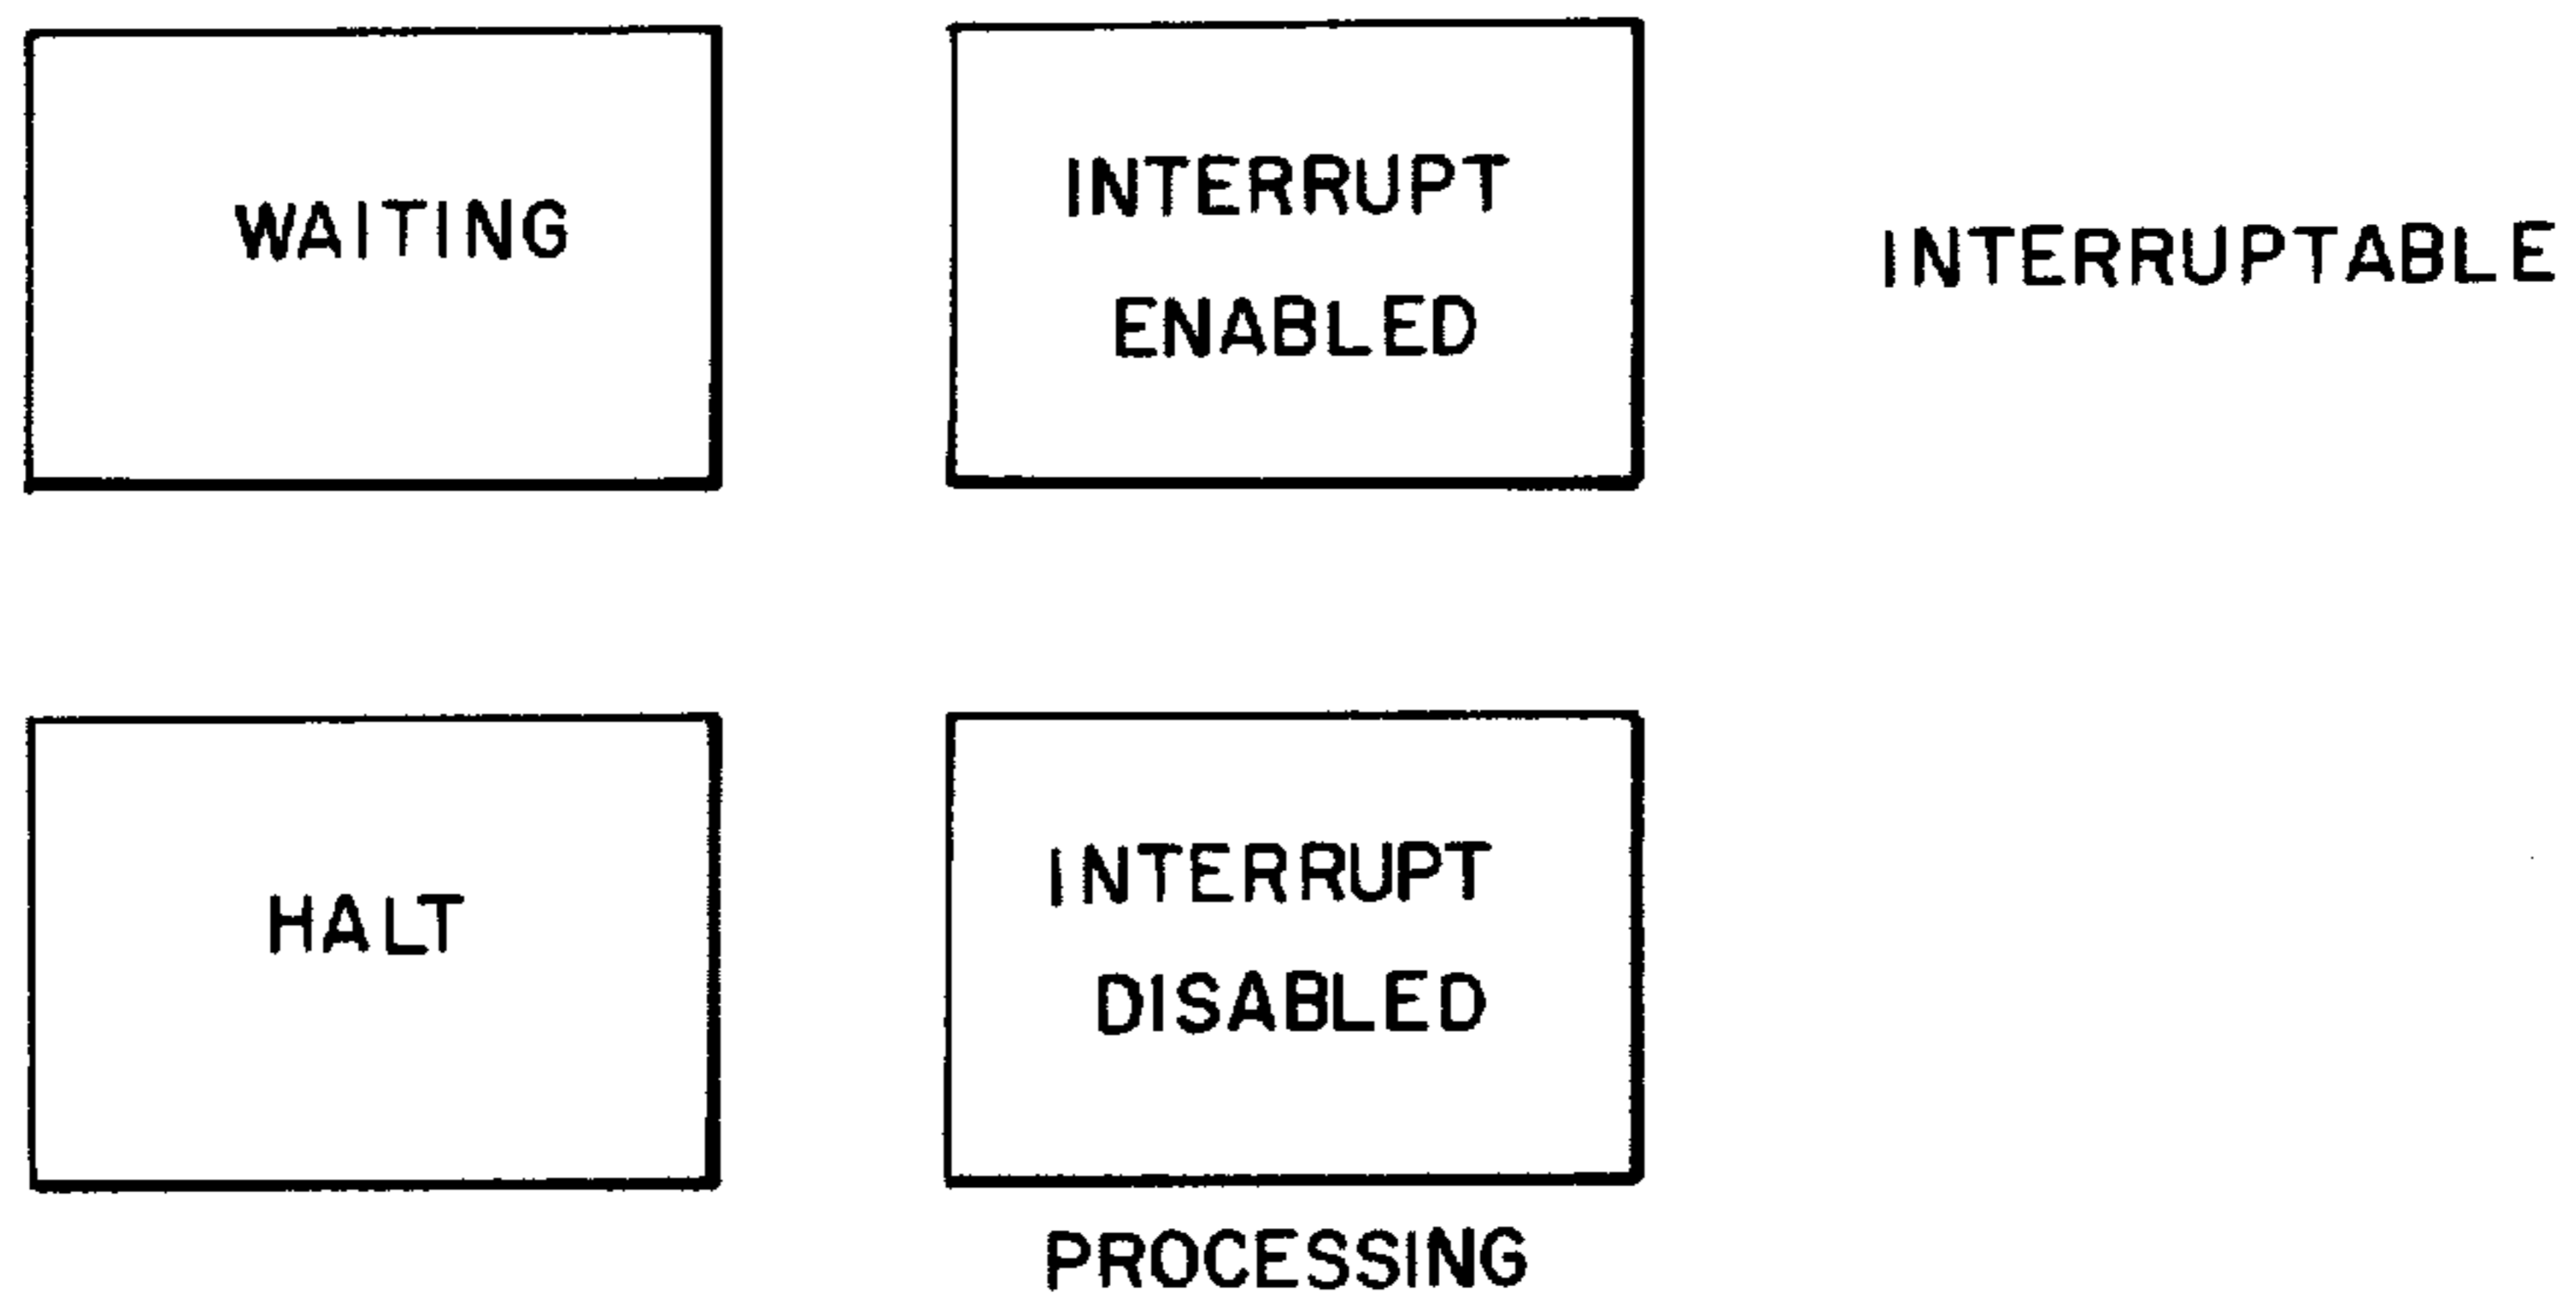 WAITING
INTERRUPT
ENABLED
INTERRUPTABLE
HALT
INTERRUPT
DISABLED
PROCESSING